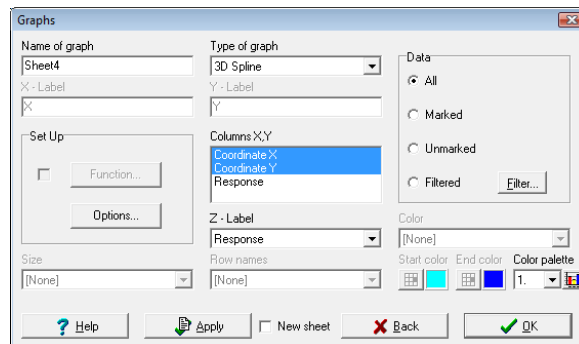 Graphs
Name of graph
Type of graph
Sheet4
3D Spline
Data
All
Marked
Unmarked
Filtered
Filter...
X - Label
Y - Label
X
Y
Set Up
Function...
Options...
Columns X,Y
Coordinate X
Coordinate Y
Response
Z - Label
Response
Color
[None]
Size
Row names
Start color
End color
Color palette
[None]
[None]
1.
Help
Apply
New sheet
Back
OK